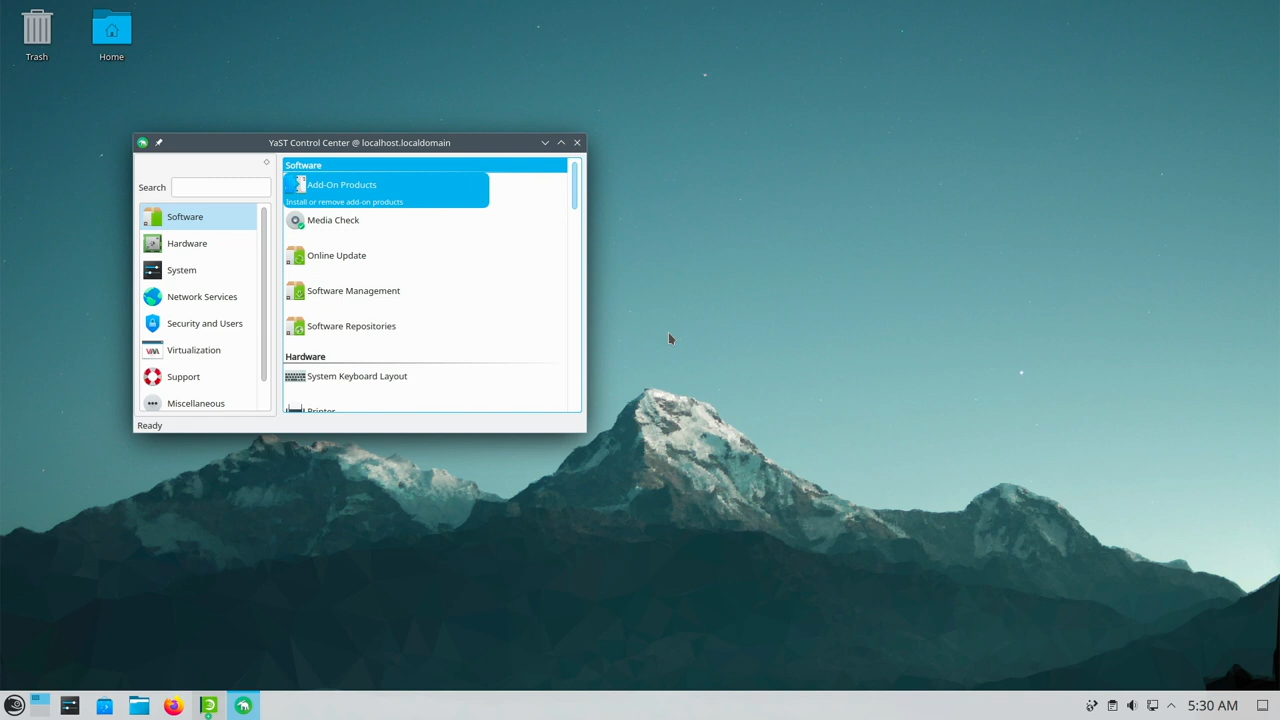 Trash
Home
YaST Control Center @ localhost.localdomain
Search
Software
Hardware
System
Network Services
Security and Users
Virtualization
Support
Miscellaneous
Software
Add-On Products
Install or remove add-on products
Media Check
Online Update
Software Management
Software Repositories
Hardware
System Keyboard Layout
Printer
Ready
5:30 AM